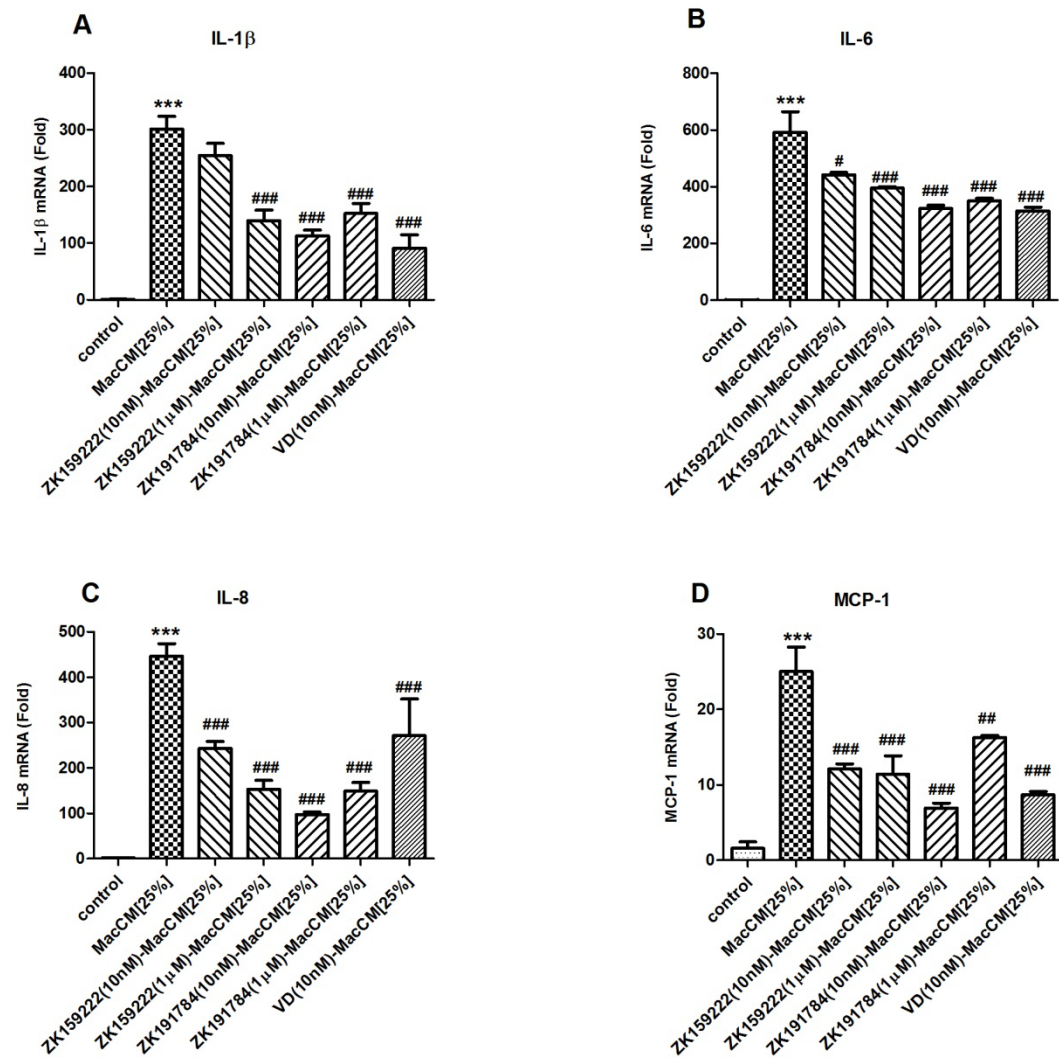 A
IL-1β
IL-1β mRNA (Fold)
400
300
200
100
0
***
###
###
###
###
control
MacCM[25%]
ZK159222(10nM)-MacCM[25%]
ZK159222(1μM)-MacCM[25%]
ZK191784(10nM)-MacCM[25%]
ZK191784(1μM)-MacCM[25%]
VD(10nM)-MacCM[25%]
B
IL-6
IL-6 mRNA (Fold)
800
600
400
200
0
***
#
###
###
###
###
control
MacCM[25%]
ZK159222(10nM)-MacCM[25%]
ZK159222(1μM)-MacCM[25%]
ZK191784(10nM)-MacCM[25%]
ZK191784(1μM)-MacCM[25%]
VD(10nM)-MacCM[25%]
C
IL-8
IL-8 mRNA (Fold)
500
400
300
200
100
0
***
###
###
###
###
###
control
MacCM[25%]
ZK159222(10nM)-MacCM[25%]
ZK159222(1μM)-MacCM[25%]
ZK191784(10nM)-MacCM[25%]
ZK191784(1μM)-MacCM[25%]
VD(10nM)-MacCM[25%]
D
MCP-1
MCP-1 mRNA (Fold)
30
20
10
0
***
###
###
###
##
###
control
MacCM[25%]
ZK159222(10nM)-MacCM[25%]
ZK159222(1μM)-MacCM[25%]
ZK191784(10nM)-MacCM[25%]
ZK191784(1μM)-MacCM[25%]
VD(10nM)-MacCM[25%]